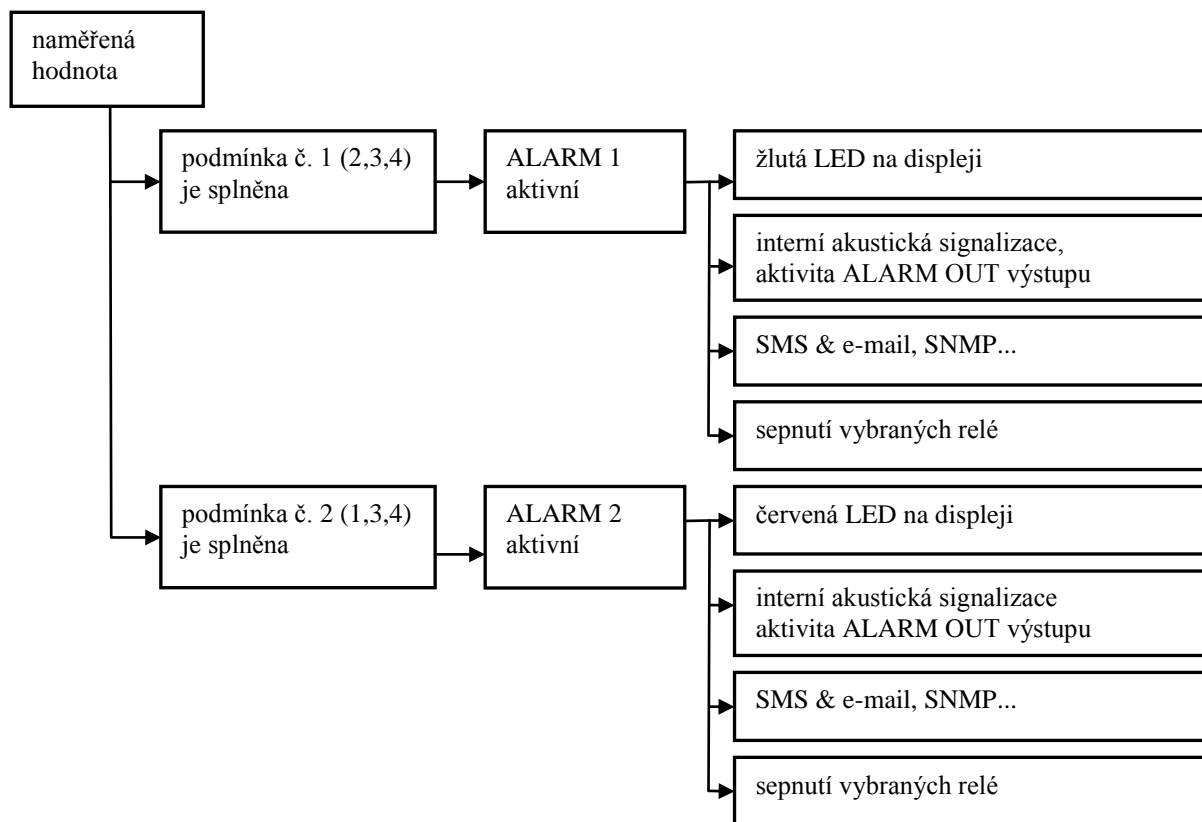 naměřená
hodnota
podmínka č. 1 (2,3,4)
je splněna
ALARM 1
aktivní
žlutá LED na displeji
interní akustická signalizace,
aktivita ALARM OUT výstupu
SMS & e-mail, SNMP...
sepnutí vybraných relé
podmínka č. 2 (1,3,4)
je splněna
ALARM 2
aktivní
červená LED na displeji
interní akustická signalizace
aktivita ALARM OUT výstupu
SMS & e-mail, SNMP...
sepnutí vybraných relé